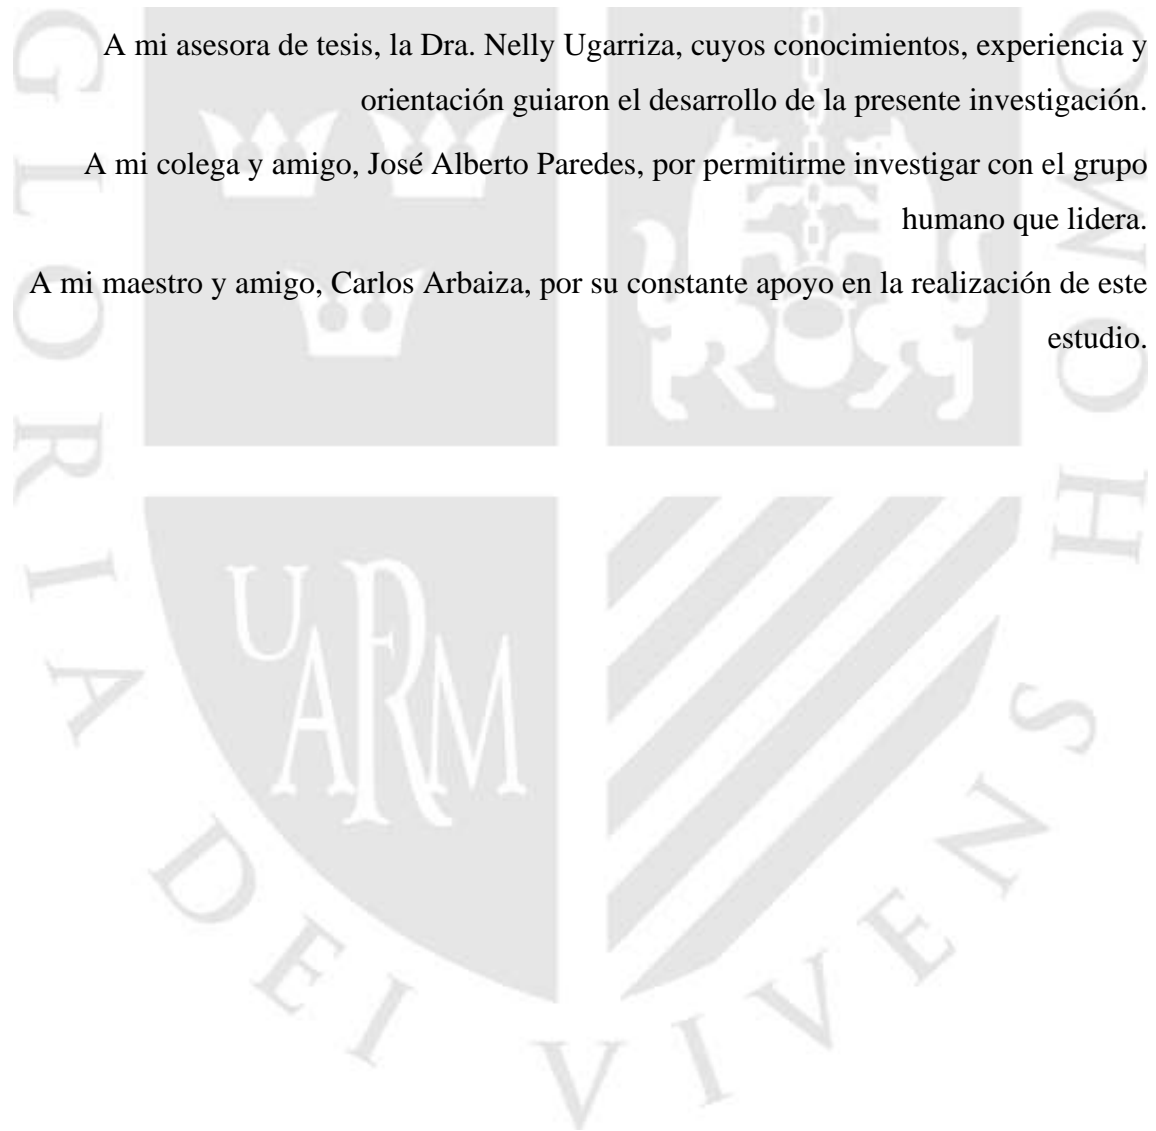 A mi asesora de tesis, la Dra. Nelly Ugarriza, cuyos conocimientos, experiencia y
orientación guiaron el desarrollo de la presente investigación.
A mi colega y amigo, José Alberto Paredes, por permitirme investigar con el grupo
humano que lidera.
A mi maestro y amigo, Carlos Arbaiza, por su constante apoyo en la realización de este
estudio.
GLORIA DEI VIVENS HOMO
UARM